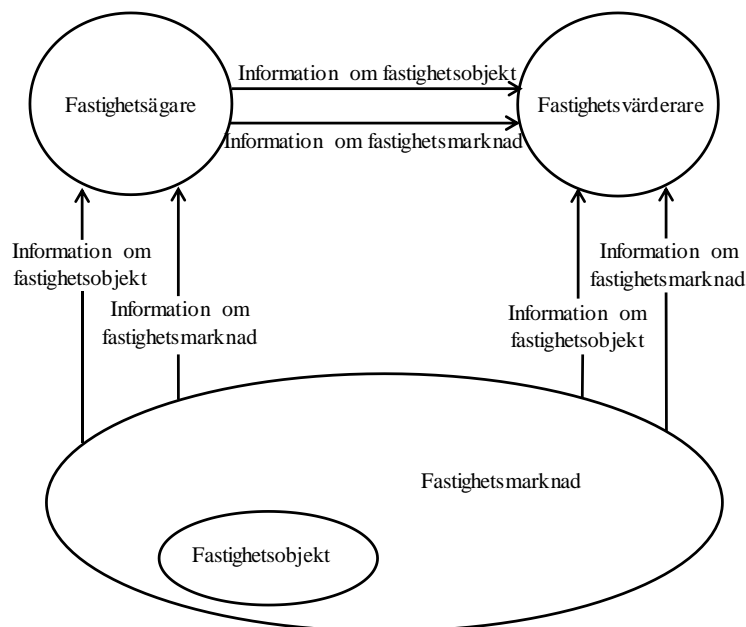 Information om fastighetsobjekt
Fastighetsägare
Fastighetsvärderare
Information om fastighetsmarknad
Information om
fastighetsobjekt
Information om
fastighetsmarknad
Information om
fastighetsobjekt
Information om
fastighetsmarknad
Fastighetsmarknad
Fastighetsobjekt